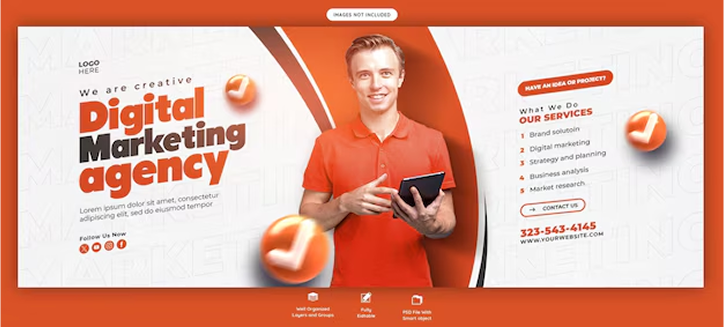 IMAGES NOT INCLUDED
LOGO
HERE
We are creative
Digital
Marketing
agency
Lorem ipsum dolor sit amet, consectetur
adipiscing elit, sed do eiusmod tempor
Follow Us Now
HAVE AN IDEA OR PROJECT?
What We Do
OUR SERVICES
1 Brand solutoin
2 Digital marketing
3 Strategy and planning
4 Business analysis
5 Market research
→ CONTACT US
323-543-4145
WWW.YOURWEBSITE.COM
Well Organized
Layers and Groups
Fully
Editable
PSD File With
Smart object